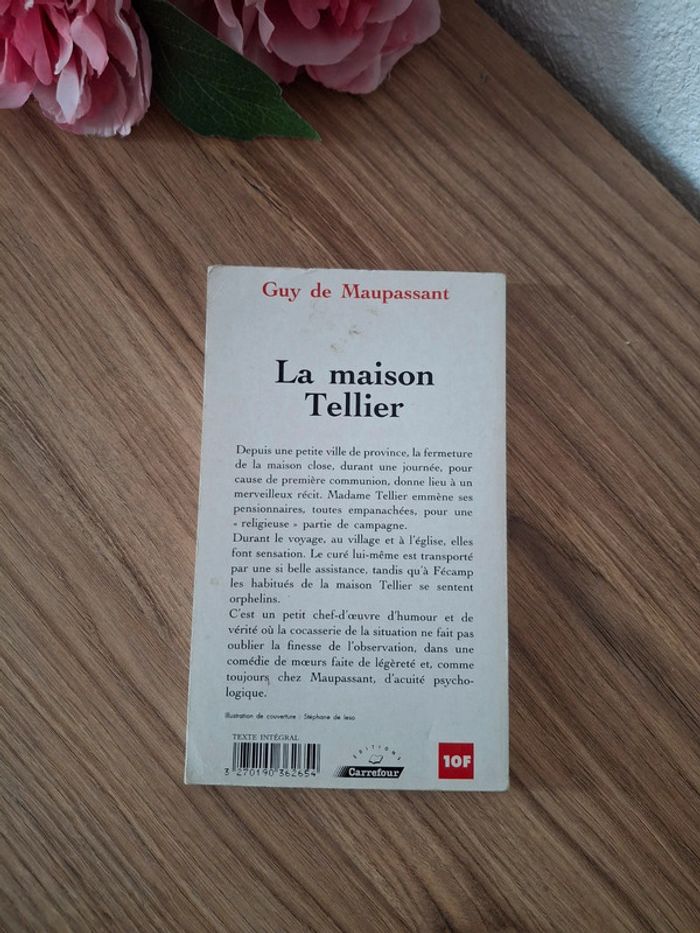 Guy de Maupassant
La maison
Tellier
Depuis une petite ville de province, la fermeture
de la maison close, durant une journée, pour
cause de première communion, donne lieu à un
merveilleux récit. Madame Tellier emmène ses
pensionnaires, toutes empanachées, pour une
« religieuse » partie de campagne.
Durant le voyage, au village et à l'église, elles
font sensation. Le curé lui-même est transporté
par une si belle assistance, tandis qu'à Fécamp
les habitués de la maison Tellier se sentent
orphelins.
C'est un petit chef-d'œuvre d'humour et de
vérité où la cocasserie de la situation ne fait pas
oublier la finesse de l'observation, dans une
comédie de mœurs faite de légèreté et, comme
toujours chez Maupassant, d'acuité psycho-
logique.
Illustration de couverture : Stéphane de leso
TEXTE INTÉGRAL
3 270190 362654
EDITIONS
Carrefour
10F